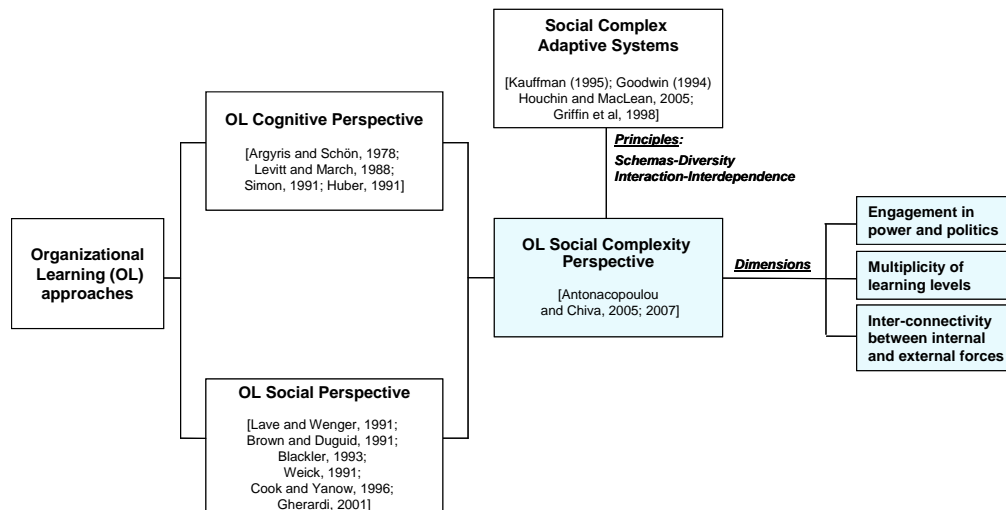 Social Complex
Adaptive Systems
[Kauffman (1995); Goodwin (1994)
Houchin and MacLean, 2005;
Griffin et al, 1998]
OL Cognitive Perspective
[Argyris and Schön, 1978;
Levitt and March, 1988;
Simon, 1991; Huber, 1991]
Principles:
Schemas-Diversity
Interaction-Interdependence
Organizational
Learning (OL)
approaches
OL Social Complexity
Perspective
[Antonacopoulou
and Chiva, 2005; 2007]
Dimensions
Engagement in
power and politics
Multiplicity of
learning levels
Inter-connectivity
between internal
and external forces
OL Social Perspective
[Lave and Wenger, 1991;
Brown and Duguid, 1991;
Blackler, 1993;
Weick, 1991;
Cook and Yanow, 1996;
Gherardi, 2001]